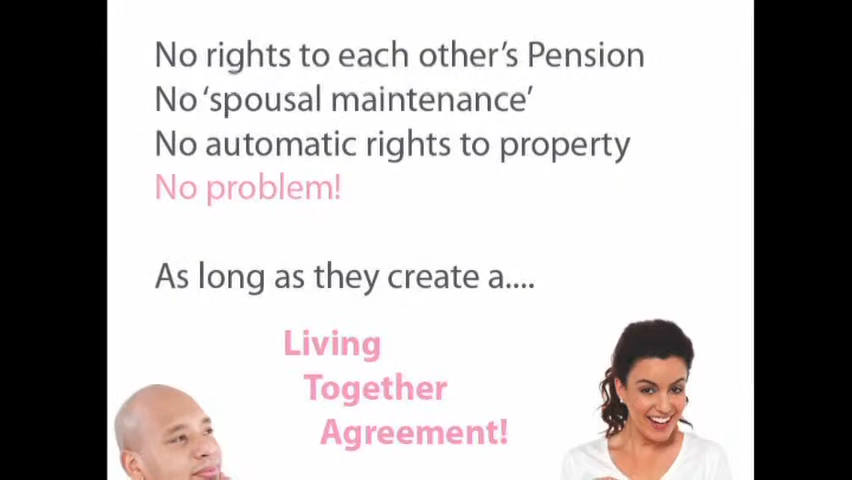 No rights to each other’s Pension
No ‘spousal maintenance’
No automatic rights to property
No problem!
As long as they create a....
Living
Together
Agreement!